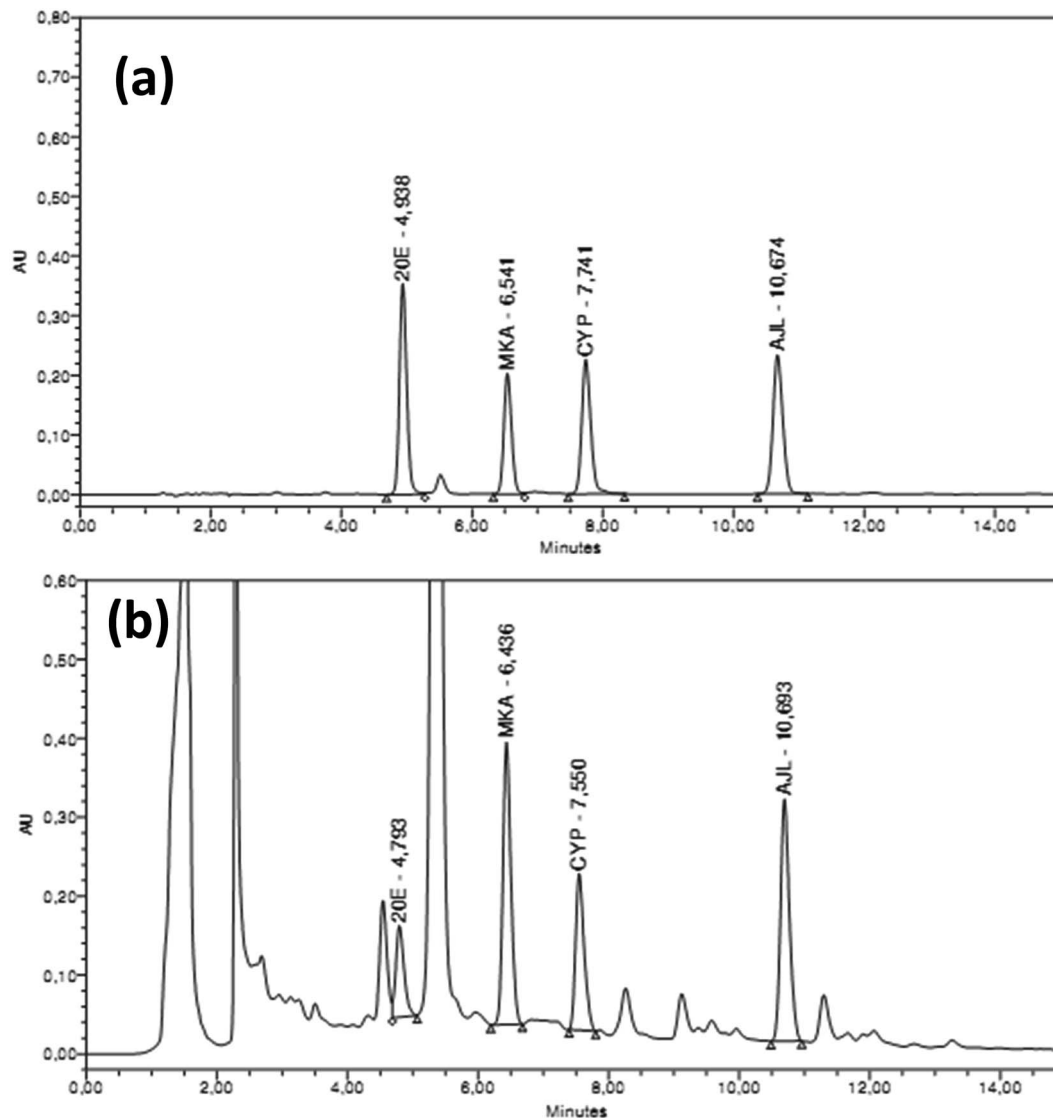 (a)
AU
0,80
0,70
0,60
0,50
0,40
0,30
0,20
0,10
0,00
20E - 4,938
MKA - 6,541
CYP - 7,741
AJL - 10,674
0,00 2,00 4,00 6,00 8,00 10,00 12,00 14,00
Minutes
(b)
AU
0,60
0,50
0,40
0,30
0,20
0,10
0,00
20E - 4,793
MKA - 6,436
CYP - 7,550
AJL - 10,693
0,00 2,00 4,00 6,00 8,00 10,00 12,00 14,00
Minutes